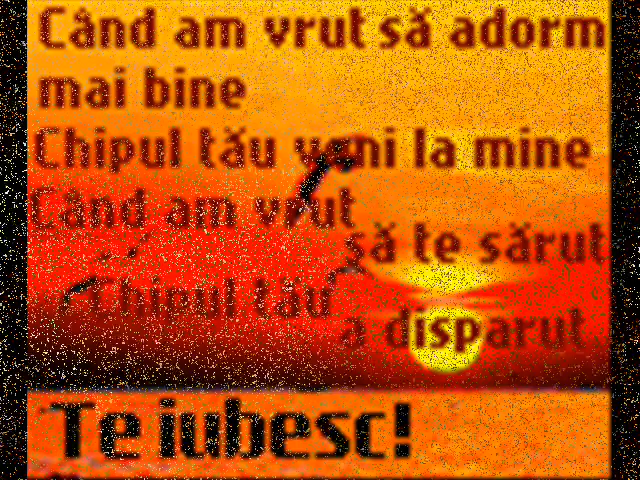 Când am vrut să adorm
mai bine
Chipul tău veni la mine
Când am vrut
să te sărut
Chipul tău
a disparut
Te iubesc!